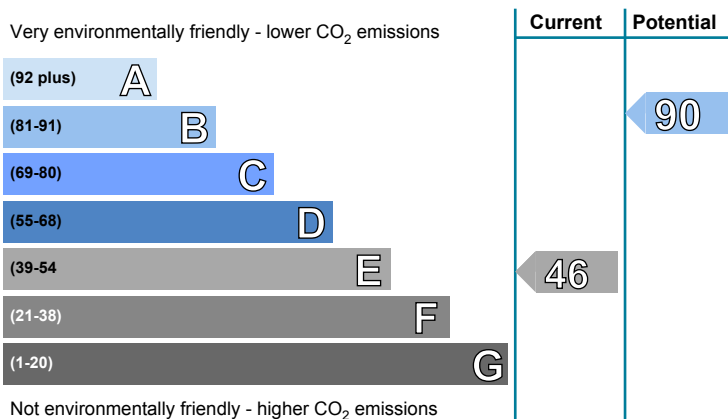 Current Potential
Very environmentally friendly - lower CO2 emissions
(92 plus) A
(81-91) B
90
(69-80) C
(55-68) D
(39-54 E
46
(21-38) F
(1-20) G
Not environmentally friendly - higher CO2 emissions